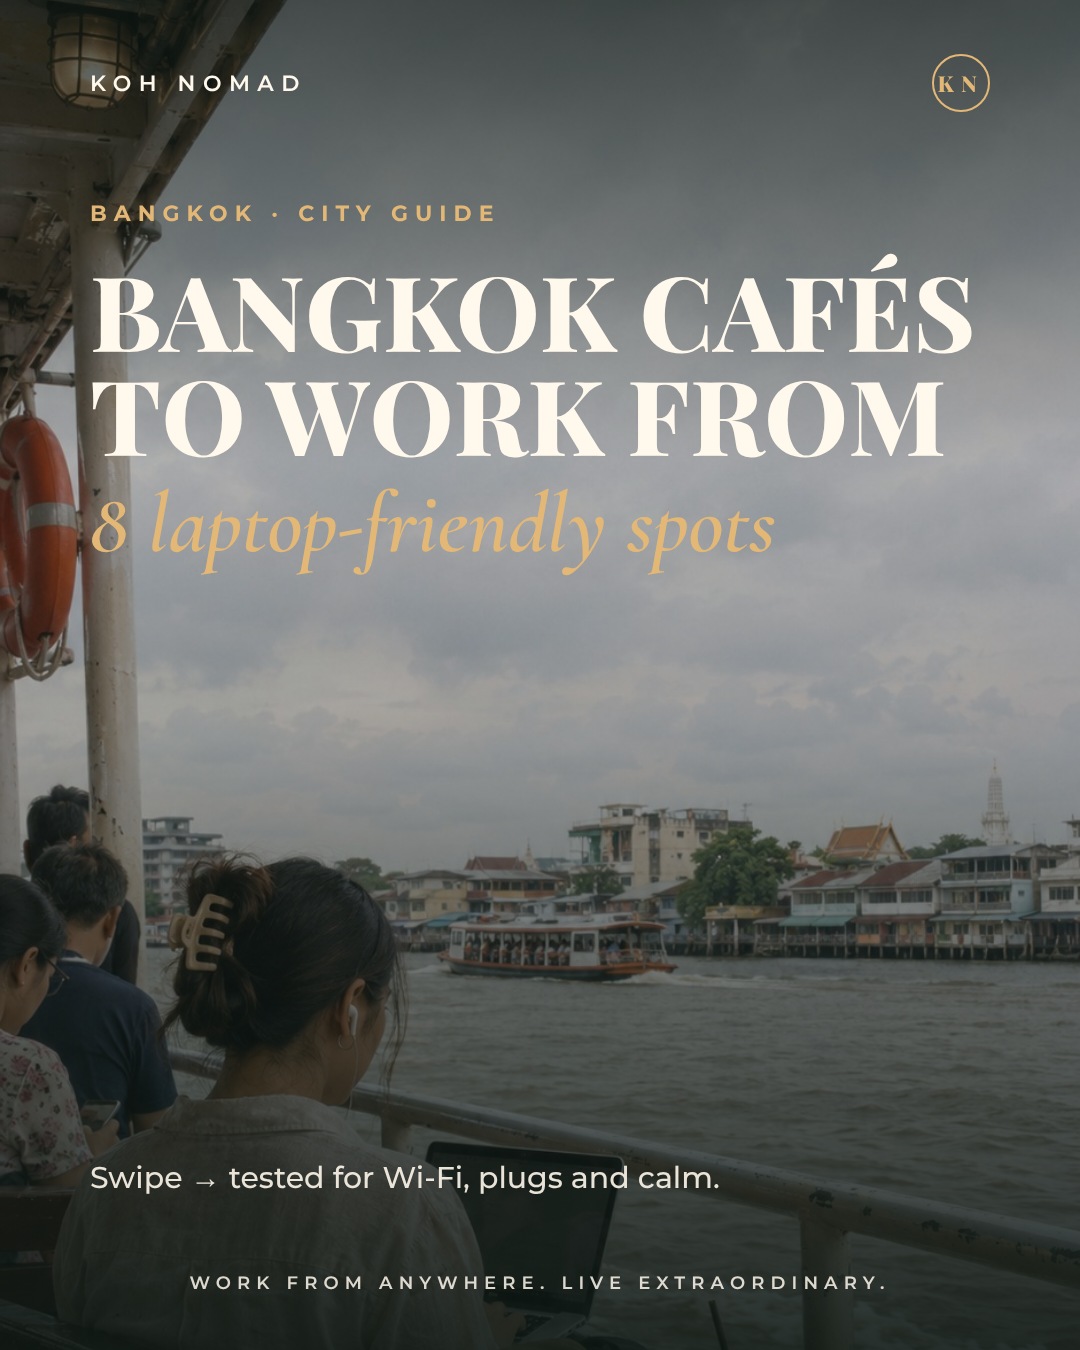 KOH NOMAD
KN
BANGKOK · CITY GUIDE
BANGKOK CAFÉS
TO WORK FROM
8 laptop-friendly spots
Swipe → tested for Wi-Fi, plugs and calm.
WORK FROM ANYWHERE. LIVE EXTRAORDINARY.